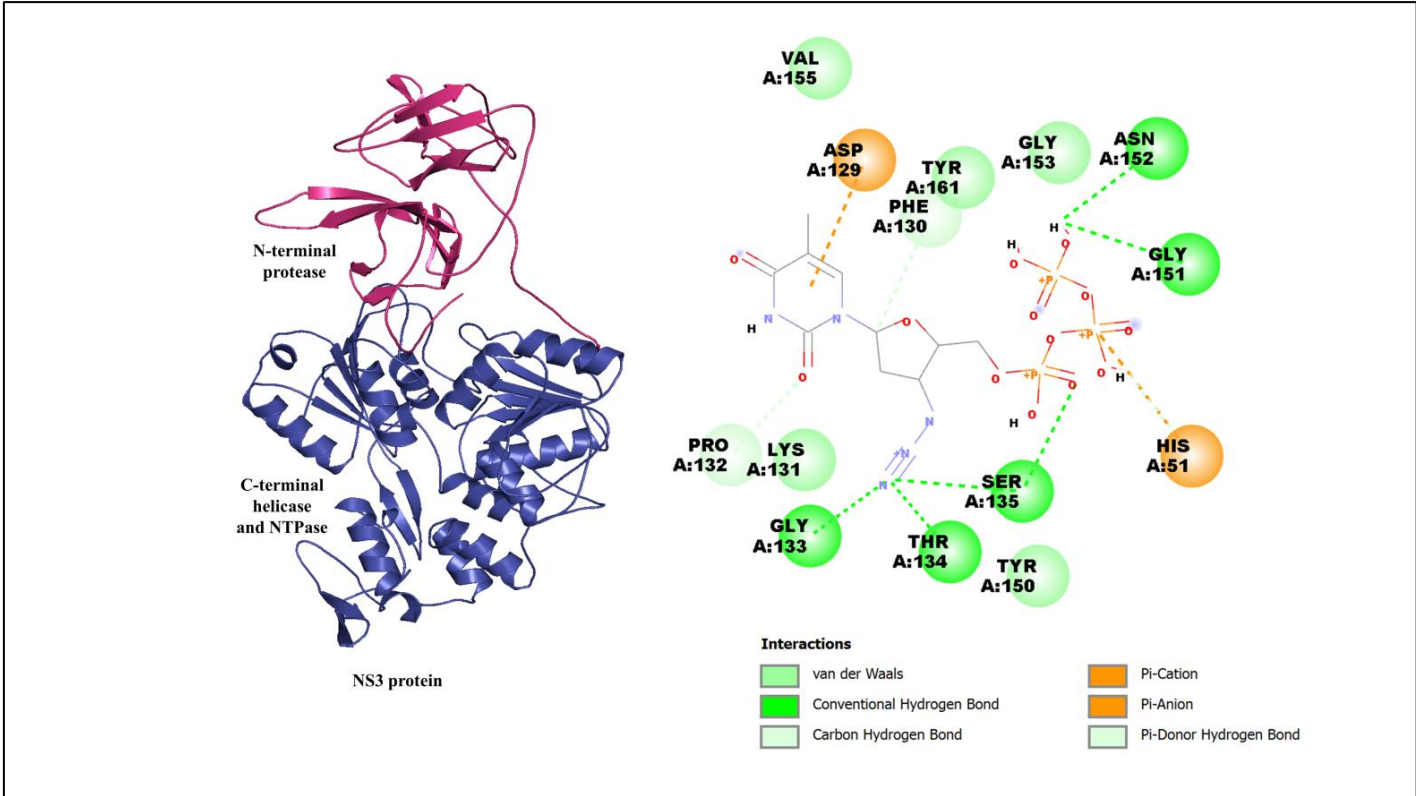 N-terminal
protease
C-terminal
helicase
and NTPase
NS3 protein
VAL
A:155
ASP
A:129
TYR
A:161
PHE
A:130
GLY
A:153
ASN
A:152
GLY
A:151
HIS
A:51
PRO
A:132
LYS
A:131
GLY
A:133
THR
A:134
SER
A:135
TYR
A:150
O
N
H
N
O
O
N
+N
N
O
+P
O
H
O
O
+P
O
O
H
O
+P
O
O
H
O
H
O
Interactions
van der Waals
Conventional Hydrogen Bond
Carbon Hydrogen Bond
Pi-Cation
Pi-Anion
Pi-Donor Hydrogen Bond